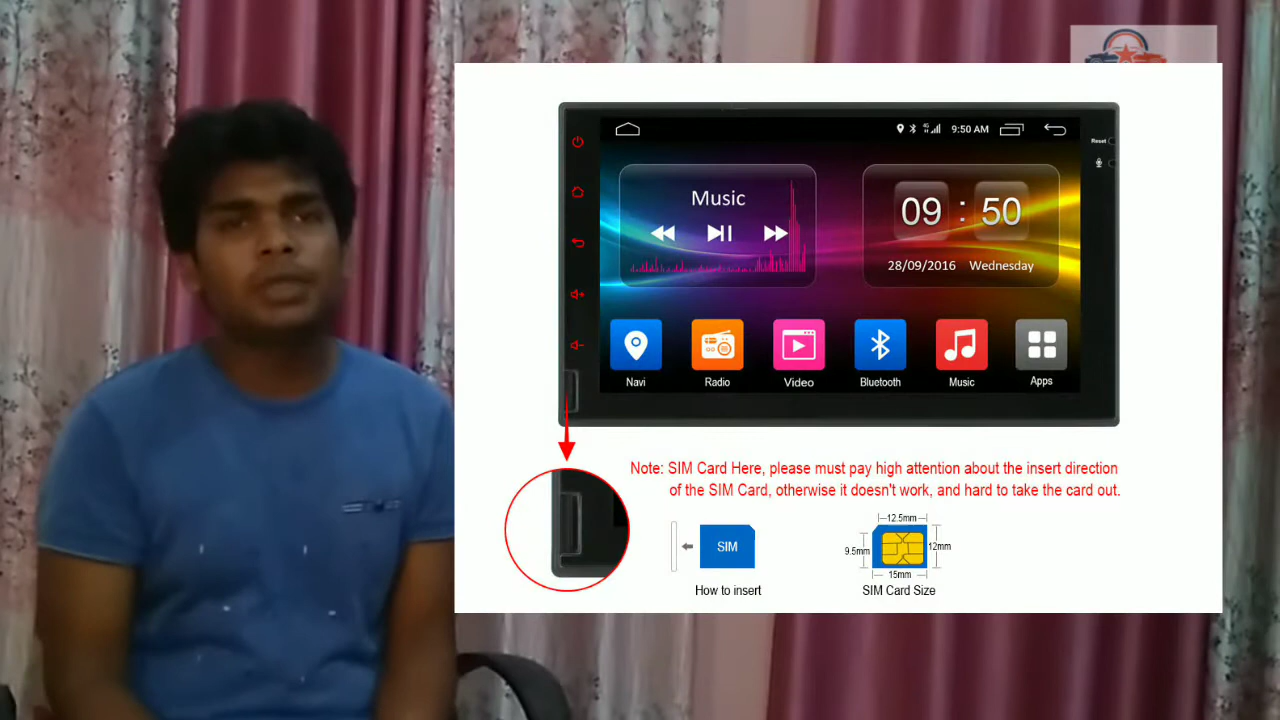 9:50 AM
Reset
Music
09 : 50
28/09/2016 Wednesday
Navi
Radio
Video
Bluetooth
Music
Apps
Note: SIM Card Here, please must pay high attention about the insert direction
of the SIM Card, otherwise it doesn't work, and hard to take the card out.
SIM
How to insert
12.5mm
9.5mm
12mm
15mm
SIM Card Size